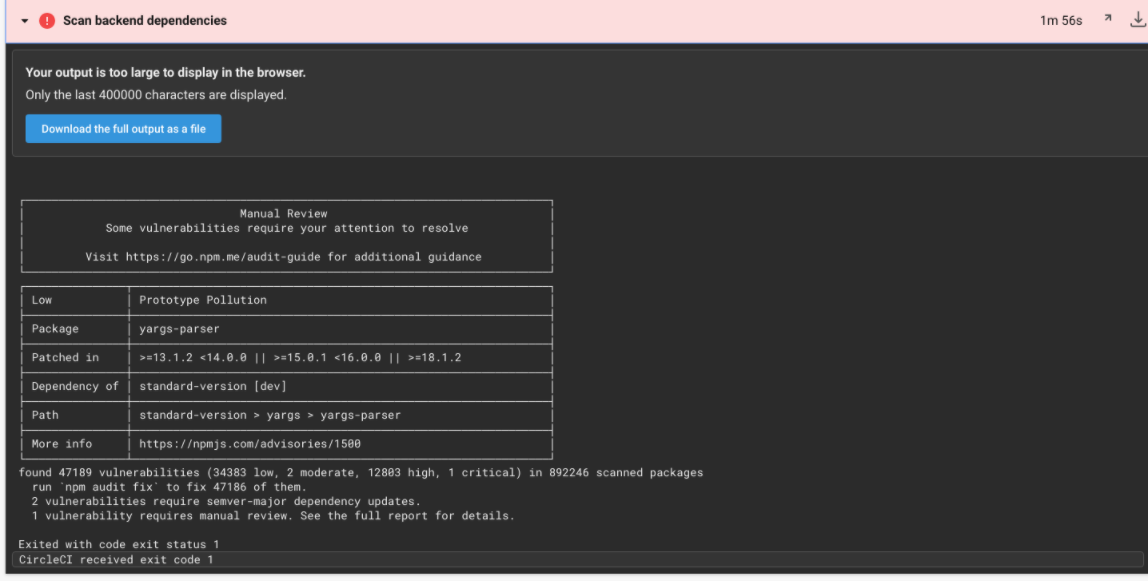 Scan backend dependencies
1m 56s
Your output is too large to display in the browser.
Only the last 400000 characters are displayed.
Download the full output as a file
Manual Review
Some vulnerabilities require your attention to resolve
Visit https://go.npm.me/audit-guide for additional guidance
Low Prototype Pollution
Package yargs-parser
Patched in >=13.1.2 <14.0.0 || >=15.0.1 <16.0.0 || >=18.1.2
Dependency of standard-version [dev]
Path standard-version > yargs > yargs-parser
More info https://npmjs.com/advisories/1500
found 47189 vulnerabilities (34383 low, 2 moderate, 12803 high, 1 critical) in 892246 scanned packages
run `npm audit fix` to fix 47186 of them.
2 vulnerabilities require semver-major dependency updates.
1 vulnerability requires manual review. See the full report for details.
Exited with code exit status 1
CircleCI received exit code 1